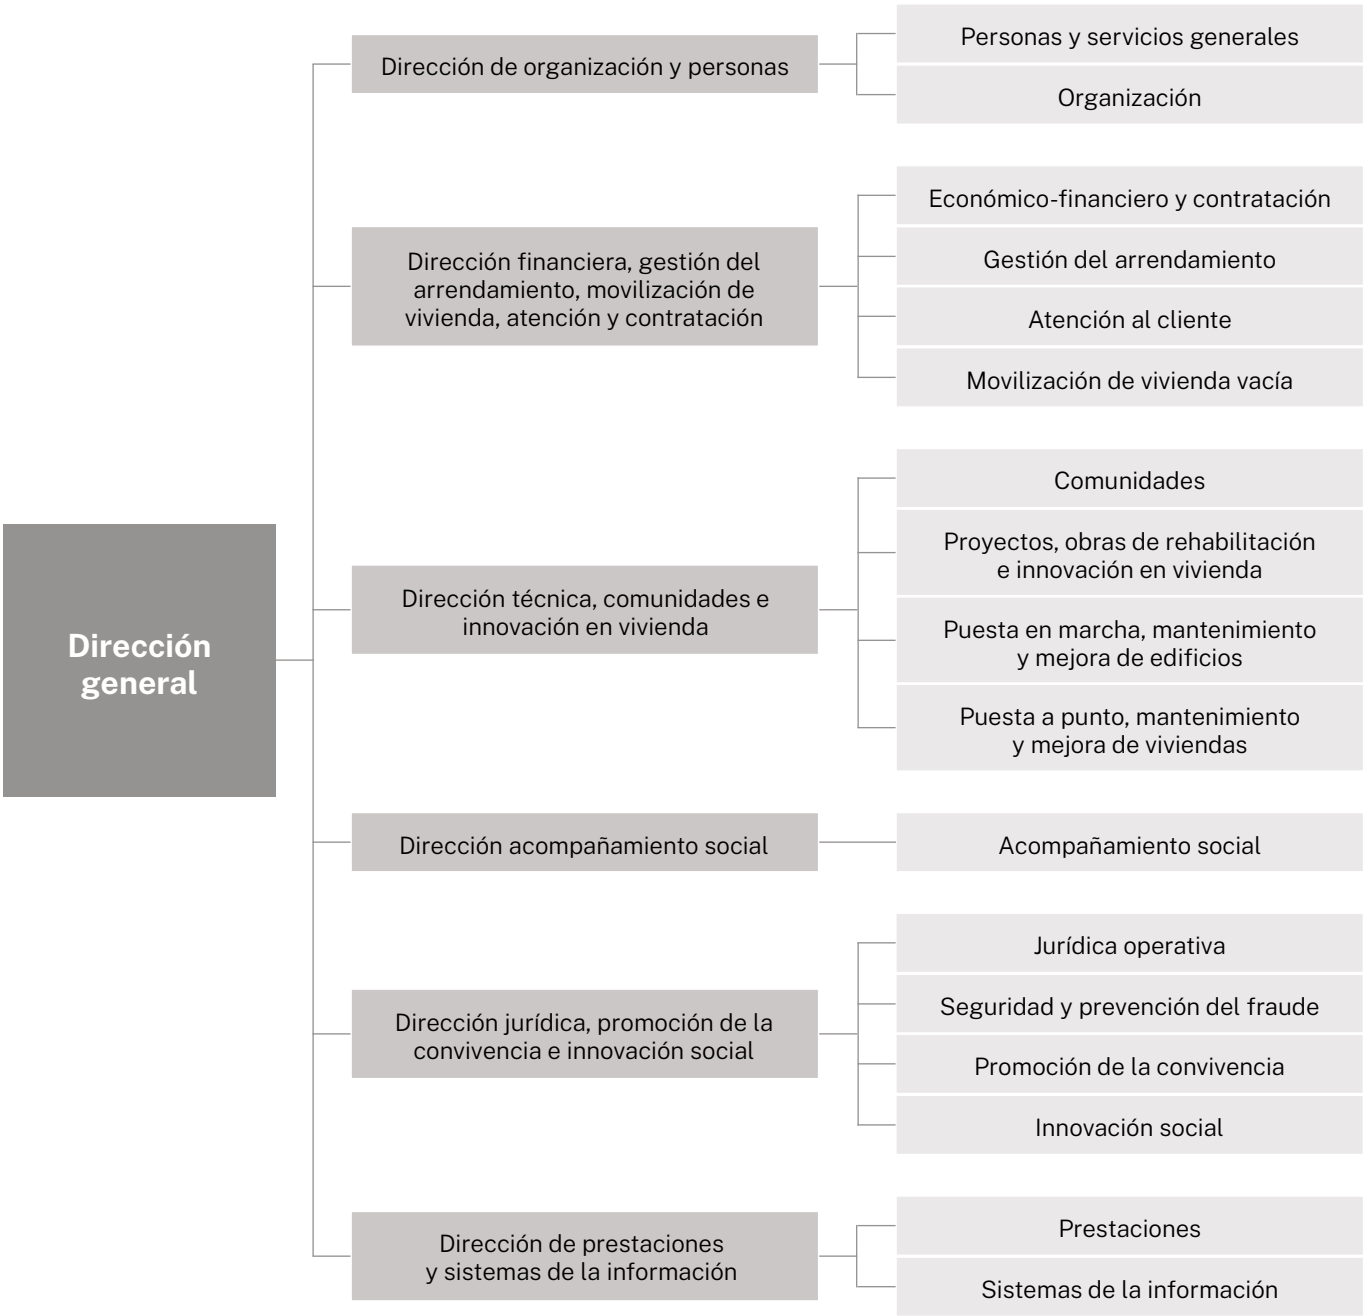 Dirección
general
Dirección de organización y personas
Personas y servicios generales
Organización
Dirección financiera, gestión del
arrendamiento, movilización de
vivienda, atención y contratación
Económico-financiero y contratación
Gestión del arrendamiento
Atención al cliente
Movilización de vivienda vacía
Dirección técnica, comunidades e
innovación en vivienda
Comunidades
Proyectos, obras de rehabilitación
e innovación en vivienda
Puesta en marcha, mantenimiento
y mejora de edificios
Puesta a punto, mantenimiento
y mejora de viviendas
Dirección acompañamiento social
Acompañamiento social
Dirección jurídica, promoción de la
convivencia e innovación social
Jurídica operativa
Seguridad y prevención del fraude
Promoción de la convivencia
Innovación social
Dirección de prestaciones
y sistemas de la información
Prestaciones
Sistemas de la información